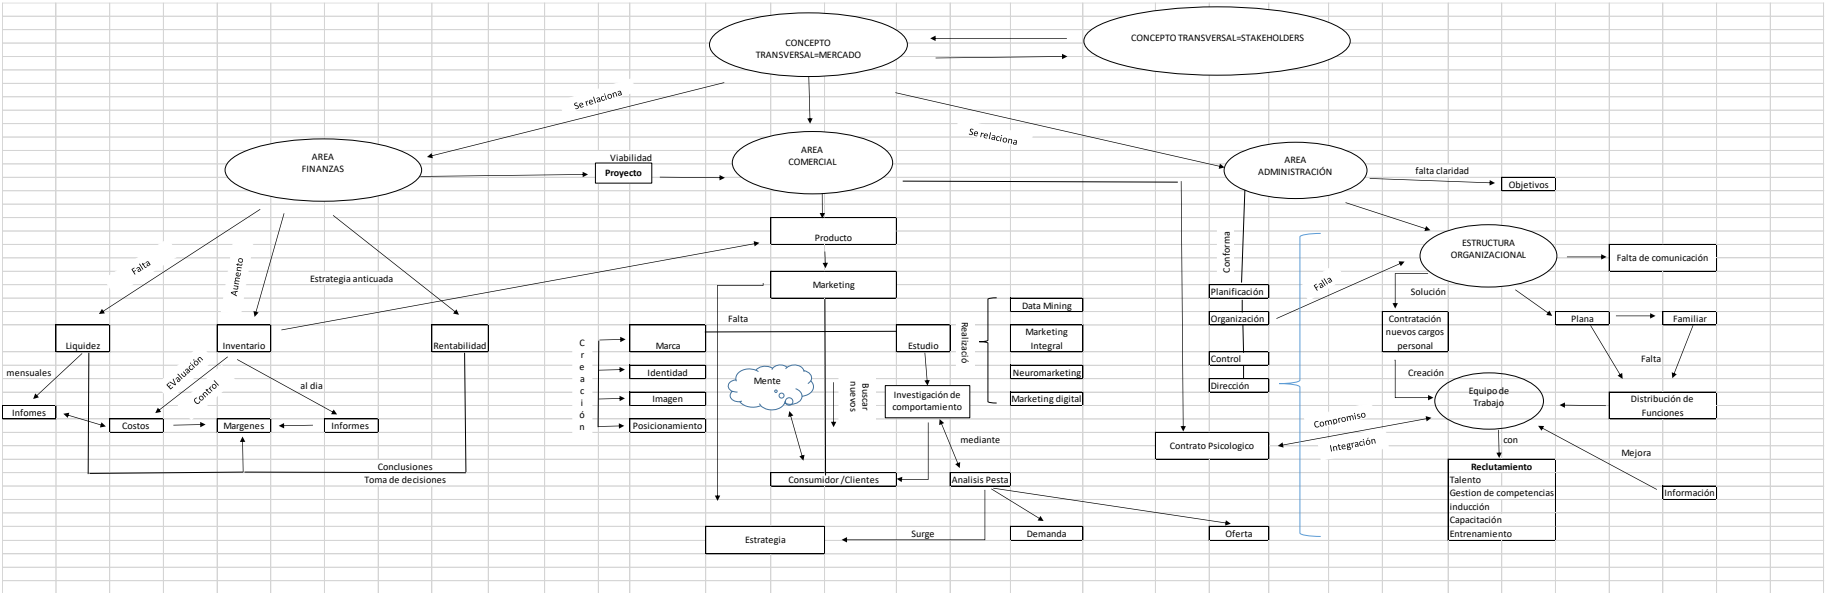 CONCEPTO
TRANSVERSAL=MERCADO
CONCEPTO TRANSVERSAL=STAKEHOLDERS
Se relaciona
Se relaciona
AREA
FINANZAS
Viabilidad
Proyecto
AREA
COMERCIAL
AREA
ADMINISTRACIÓN
falta claridad
Objetivos
Falta
Aumento
Estrategia anticuada
Liquidez
Inventario
Rentabilidad
mensuales
EValuación
Control
al dia
Infomes
Costos
Margenes
Informes
Conclusiones
Toma de decisiones
Producto
Marketing
Falta
Creación
Marca
Identidad
Imagen
Posicionamiento
Mente
Buscar
nuevos
Estudio
Realizació
Data Mining
Marketing
Integral
Neuromarketing
Marketing digital
Investigación de
comportamiento
mediante
Consumidor /Clientes
Analisis Pesta
Estrategia
Surge
Demanda
Oferta
Conforma
Planificación
Organización
Control
Dirección
Falla
Contrato Psicologico
Compromiso
Integración
ESTRUCTURA
ORGANIZACIONAL
Falta de comunicación
Solución
Contratación
nuevos cargos
personal
Plana
Familiar
Falta
Creación
Equipo de
Trabajo
Distribución de
Funciones
con
Mejora
Reclutamiento
Talento
Gestion de competencias
inducción
Capacitación
Entrenamiento
Información